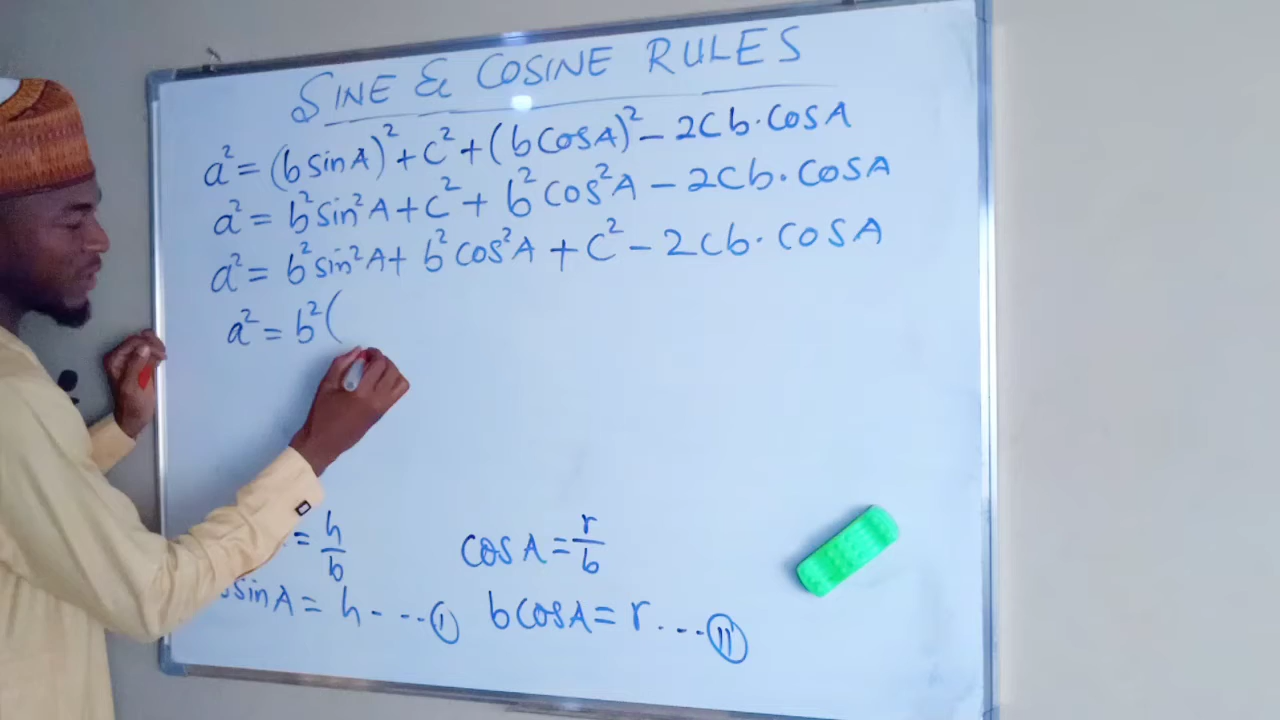 SINE & COSINE RULES
a² = (b sin A)² + c² + (b cos A)² - 2cb. cos A
a² = b² sin² A + c² + b² cos² A - 2cb. cos A
a² = b² sin² A + b² cos² A + c² - 2cb. cos A
a² = b² (
= h/b
cos A = r/b
sin A = h --- (I)
b cos A = r --- (II)